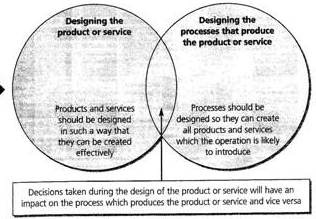 Designing the
product or service
Products and services
should be designed
in such a way that
they can be created
effectively
Designing the
processes that produce
the product or service
Processes should be
designed so they can create
all products and services
which the operation is likely
to introduce
Decisions taken during the design of the product or service will have an
impact on the process which produces the product or service and vice versa